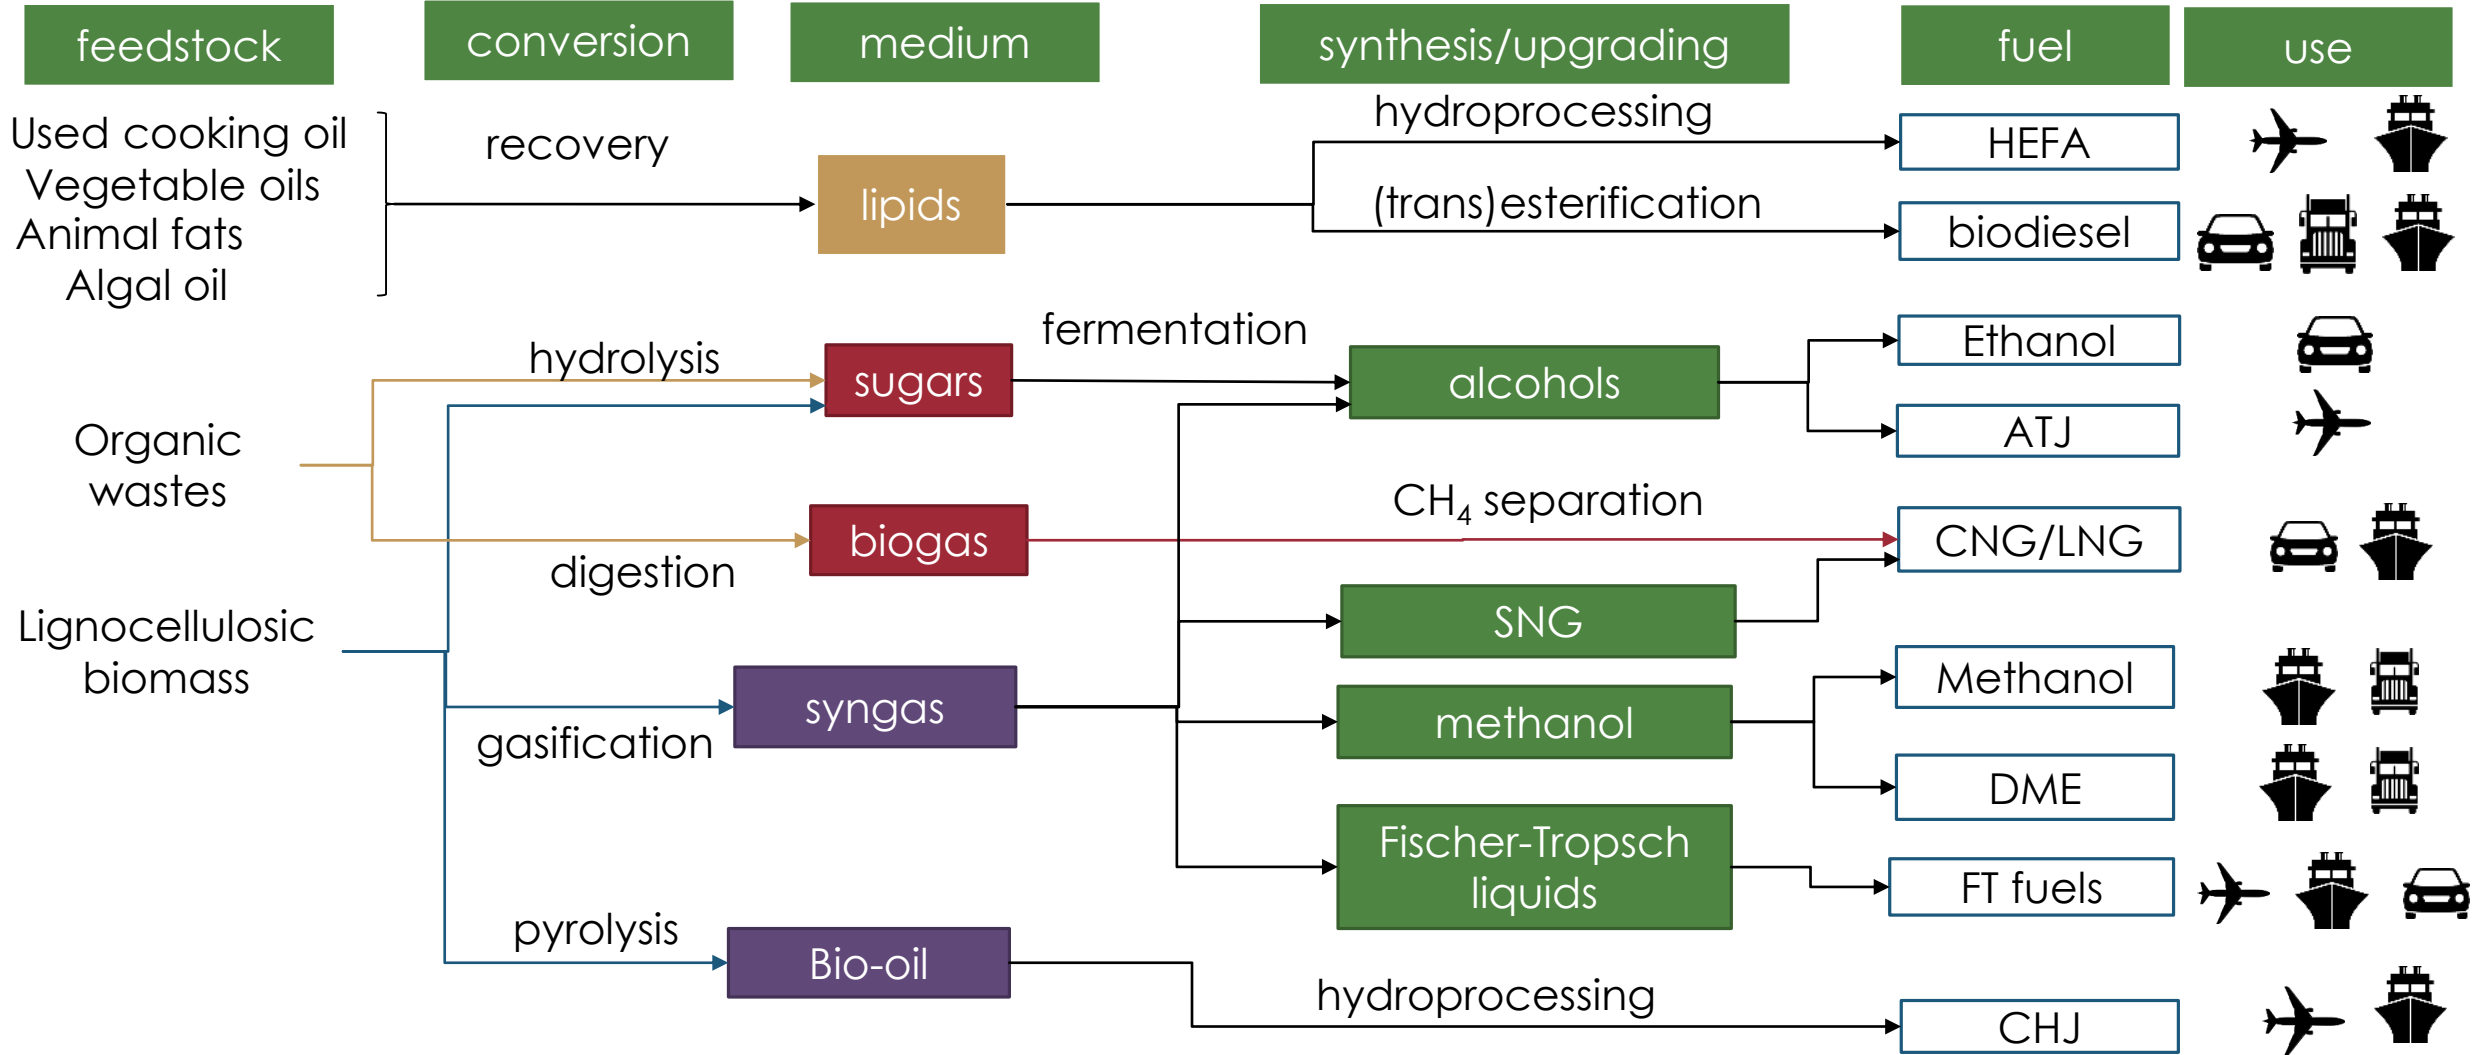 feedstock
conversion
medium
synthesis/upgrading
fuel
use
Used cooking oil
Vegetable oils
Animal fats
Algal oil
recovery
lipids
hydroprocessing
HEFA
(trans)esterification
biodiesel
Organic
wastes
hydrolysis
sugars
fermentation
alcohols
Ethanol
ATJ
digestion
biogas
CH₄ separation
CNG/LNG
Lignocellulosic
biomass
gasification
syngas
SNG
methanol
Methanol
DME
Fischer-Tropsch
liquids
FT fuels
pyrolysis
Bio-oil
hydroprocessing
CHJ